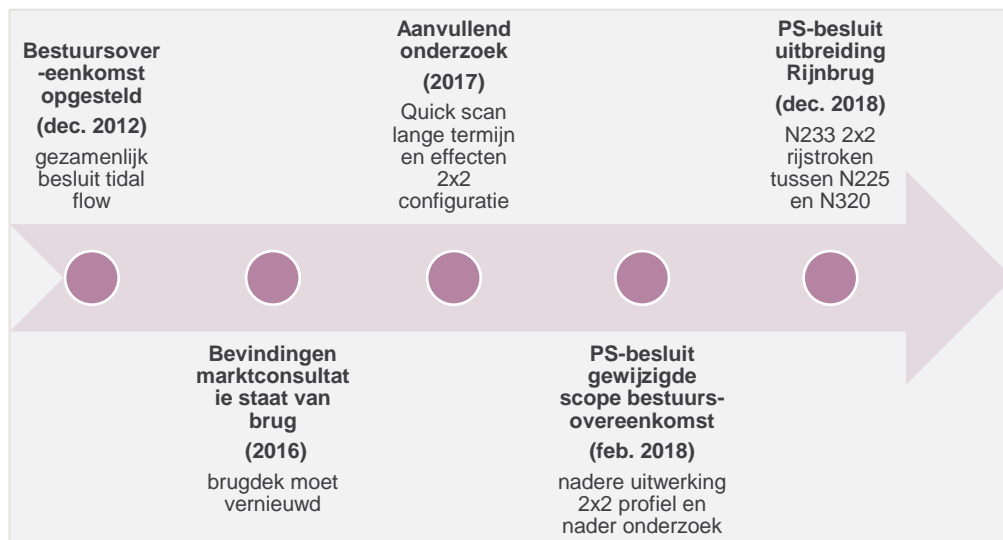 Bestuursover
-eenkomst
opgesteld
(dec. 2012)
gezamenlijk
besluit tidal
flow
Bevindingen
marktconsultat
ie staat van
brug
(2016)
brugdek moet
vernieuwd
Aanvullend
onderzoek
(2017)
Quick scan
lange termijn
en effecten
2x2
configuratie
PS-besluit
gewijzigde
scope bestuurs-
overeenkomst
(feb. 2018)
nadere uitwerking
2x2 profiel en
nader onderzoek
PS-besluit
uitbreiding
Rijnbrug
(dec. 2018)
N233 2x2
rijstroken
tussen N225
en N320